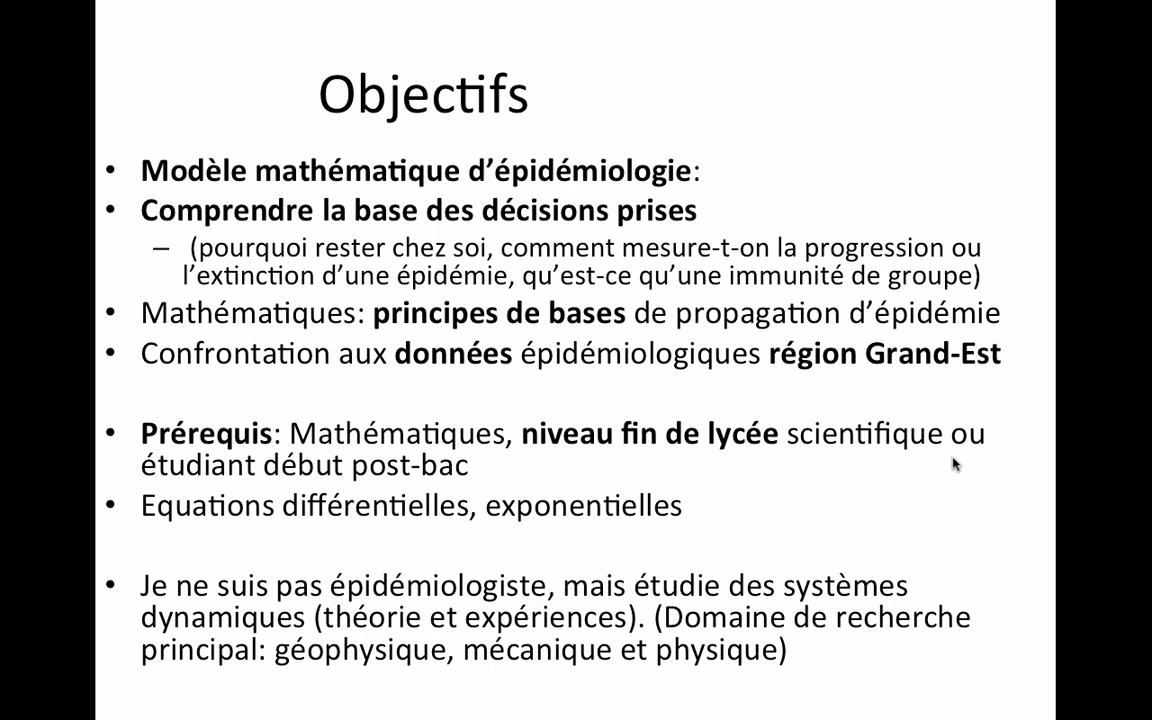 Objectifs
• Modèle mathématique d’épidémiologie:
• Comprendre la base des décisions prises
– (pourquoi rester chez soi, comment mesure-t-on la progression ou
l’extinction d’une épidémie, qu’est-ce qu’une immunité de groupe)
• Mathématiques: principes de bases de propagation d’épidémie
• Confrontation aux données épidémiologiques région Grand-Est
• Prérequis: Mathématiques, niveau fin de lycée scientifique ou
étudiant début post-bac
• Equations différentielles, exponentielles
• Je ne suis pas épidémiologiste, mais étudie des systèmes
dynamiques (théorie et expériences). (Domaine de recherche
principal: géophysique, mécanique et physique)